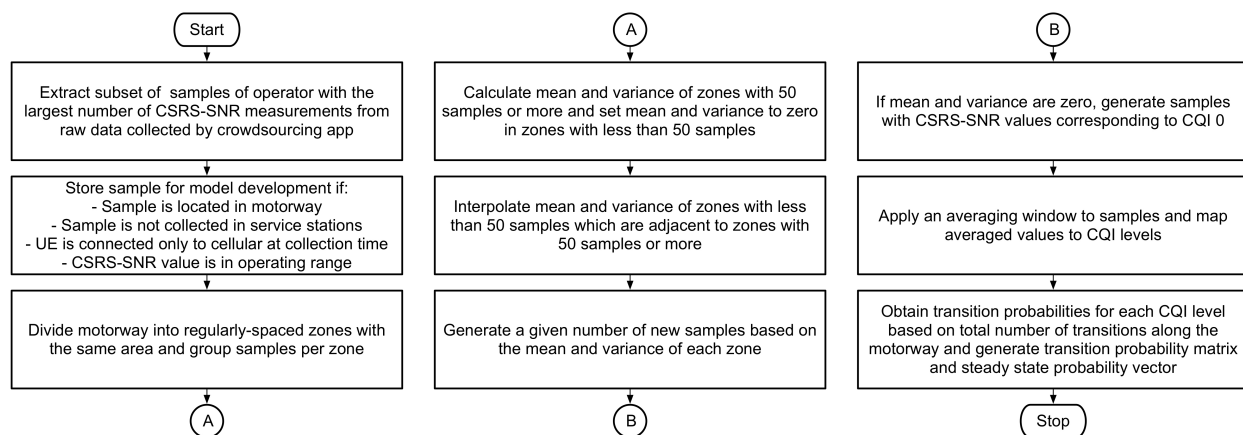 Start
Extract subset of samples of operator with the
largest number of CSRS-SNR measurements from
raw data collected by crowdsourcing app
Store sample for model development if:
- Sample is located in motorway
- Sample is not collected in service stations
- UE is connected only to cellular at collection time
- CSRS-SNR value is in operating range
Divide motorway into regularly-spaced zones with
the same area and group samples per zone
A
A
Calculate mean and variance of zones with 50
samples or more and set mean and variance to zero
in zones with less than 50 samples
Interpolate mean and variance of zones with less
than 50 samples which are adjacent to zones with
50 samples or more
Generate a given number of new samples based on
the mean and variance of each zone
B
B
If mean and variance are zero, generate samples
with CSRS-SNR values corresponding to CQI 0
Apply an averaging window to samples and map
averaged values to CQI levels
Obtain transition probabilities for each CQI level
based on total number of transitions along the
motorway and generate transition probability matrix
and steady state probability vector
Stop